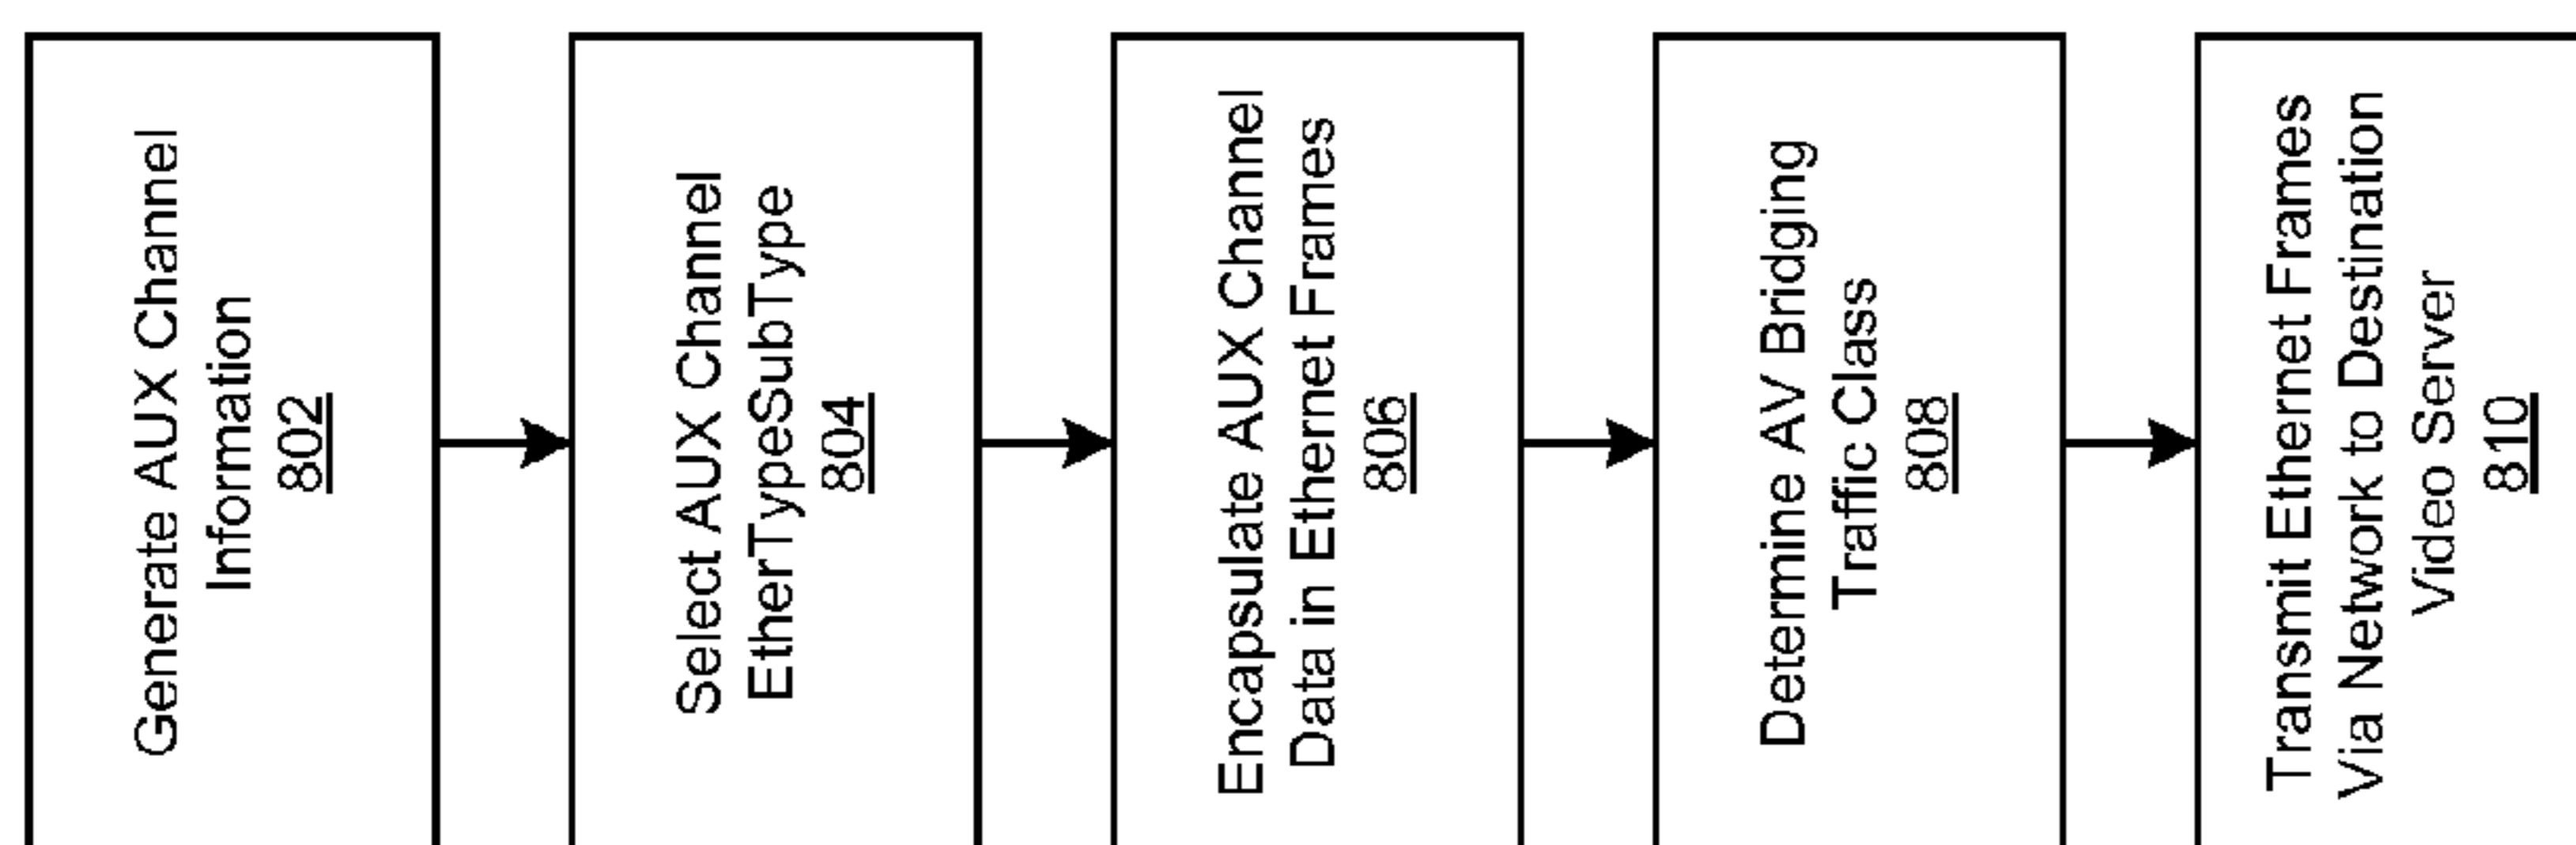 Generate AUX Channel
Information
802
Select AUX Channel
EtherTypeSubType
804
Encapsulate AUX Channel
Data in Ethernet Frames
806
Determine AV Bridging
Traffic Class
808
Transmit Ethernet Frames
Via Network to Destination
Video Server
810